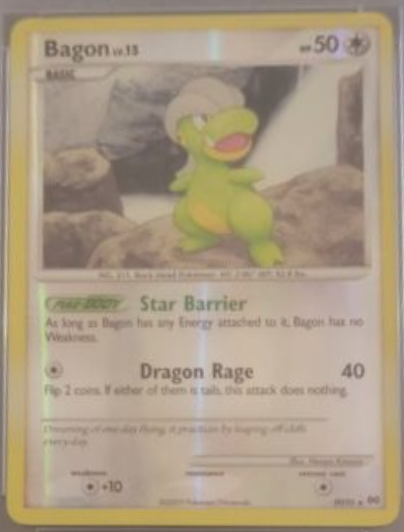 Bagon LV.15 HP 50
BASIC
POKé-BODY Star Barrier
As long as Bagon has any Energy attached to it, Bagon has no
Weakness.
Dragon Rage 40
Flip 2 coins. If either of them is tails, this attack does nothing.
Dreaming of one day flying, it practices by leaping off cliffs
every day.
weakness resistance retreat cost
+10